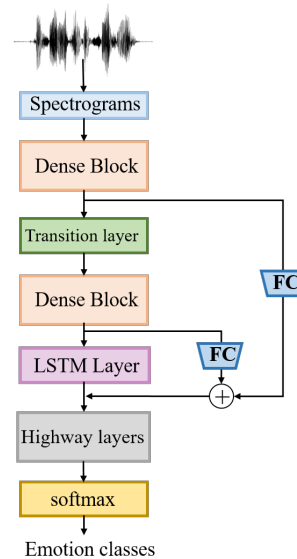 Spectrograms
Dense Block
Transition layer
FC
Dense Block
FC
LSTM Layer
+
Highway layers
softmax
Emotion classes